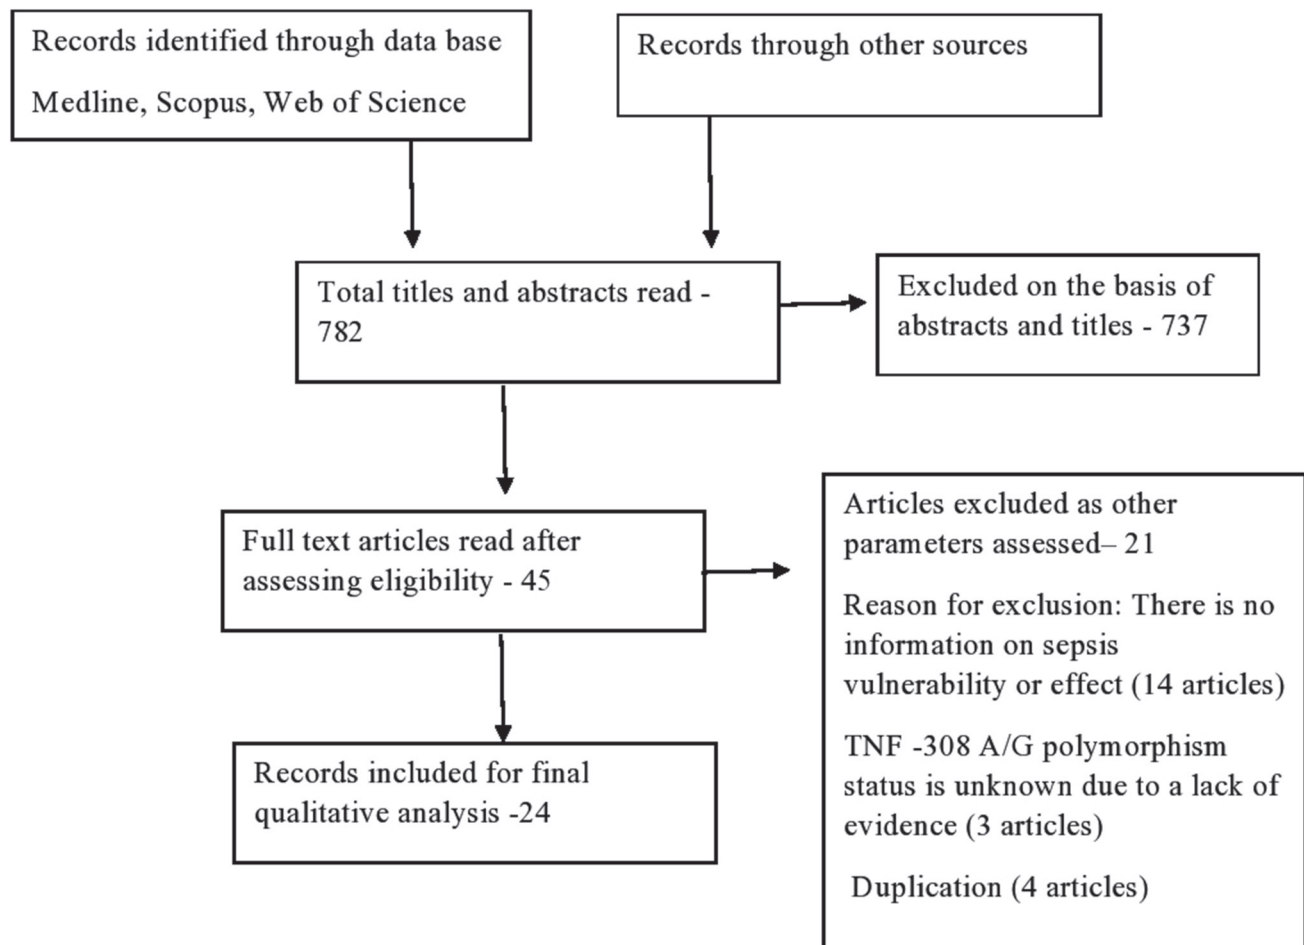 Records identified through data base
Medline, Scopus, Web of Science
Records through other sources
Total titles and abstracts read -
782
Excluded on the basis of
abstracts and titles - 737
Full text articles read after
assessing eligibility - 45
Articles excluded as other
parameters assessed– 21
Reason for exclusion: There is no
information on sepsis
vulnerability or effect (14 articles)
TNF -308 A/G polymorphism
status is unknown due to a lack of
evidence (3 articles)
Duplication (4 articles)
Records included for final
qualitative analysis -24